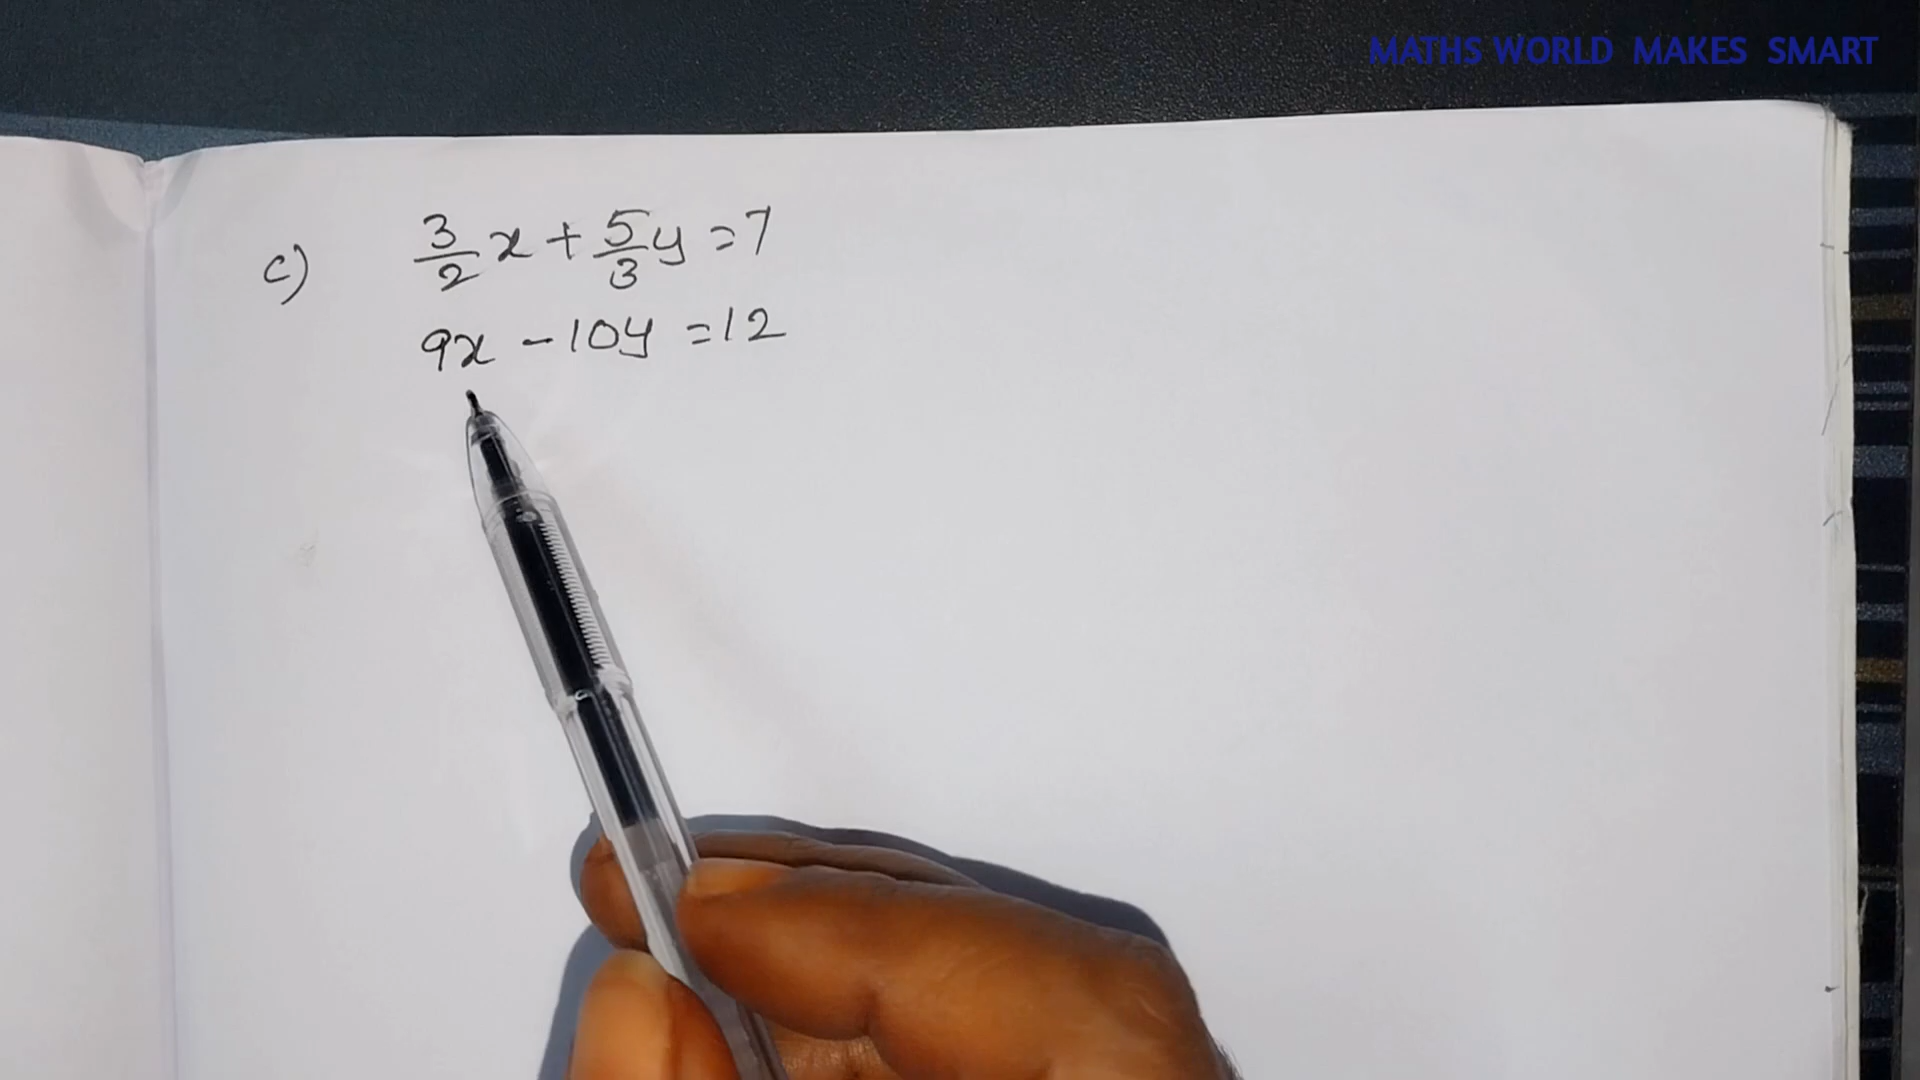 MATHS WORLD MAKES SMART
c) 3/2 x + 5/3 y = 7
9x - 10y = 12